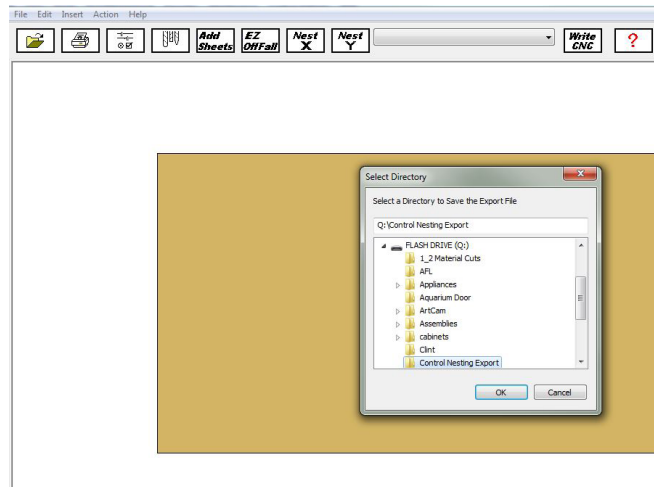 File Edit Insert Action Help
Add Sheets EZ OffFall Nest X Nest Y Write CNC ?
Select Directory
Select a Directory to Save the Export File
Q:\Control Nesting Export
FLASH DRIVE (Q:)
1_2 Material Cuts
AFL
Appliances
Aquarium Door
ArtCam
Assemblies
cabinets
Clint
Control Nesting Export
OK Cancel